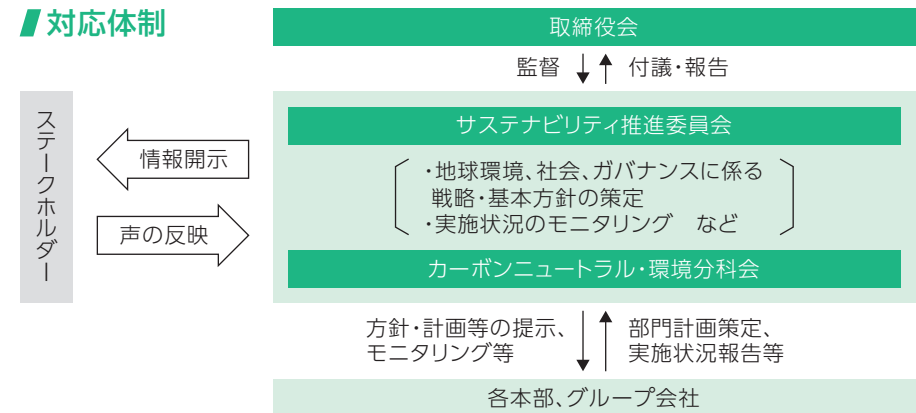 対応体制
取締役会
監督
付議・報告
ステークホルダー
情報開示
声の反映
サステナビリティ推進委員会
・地球環境、社会、ガバナンスに係る
戦略・基本方針の策定
・実施状況のモニタリング　など
カーボンニュートラル・環境分科会
方針・計画等の提示、
モニタリング等
部門計画策定、
実施状況報告等
各本部、グループ会社